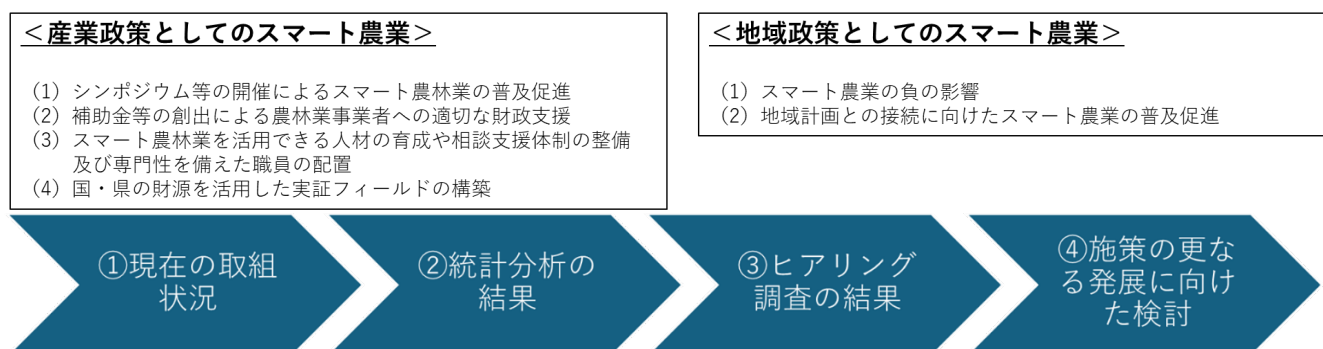 ＜産業政策としてのスマート農業＞
（1）シンポジウム等の開催によるスマート農林業の普及促進
（2）補助金等の創出による農林業事業者への適切な財政支援
（3）スマート農林業を活用できる人材の育成や相談支援体制の整備
及び専門性を備えた職員の配置
（4）国・県の財源を活用した実証フィールドの構築
＜地域政策としてのスマート農業＞
（1）スマート農業の負の影響
（2）地域計画との接続に向けたスマート農業の普及促進
①現在の取組
状況
②統計分析の
結果
③ヒアリング
調査の結果
④施策の更な
る発展に向け
た検討